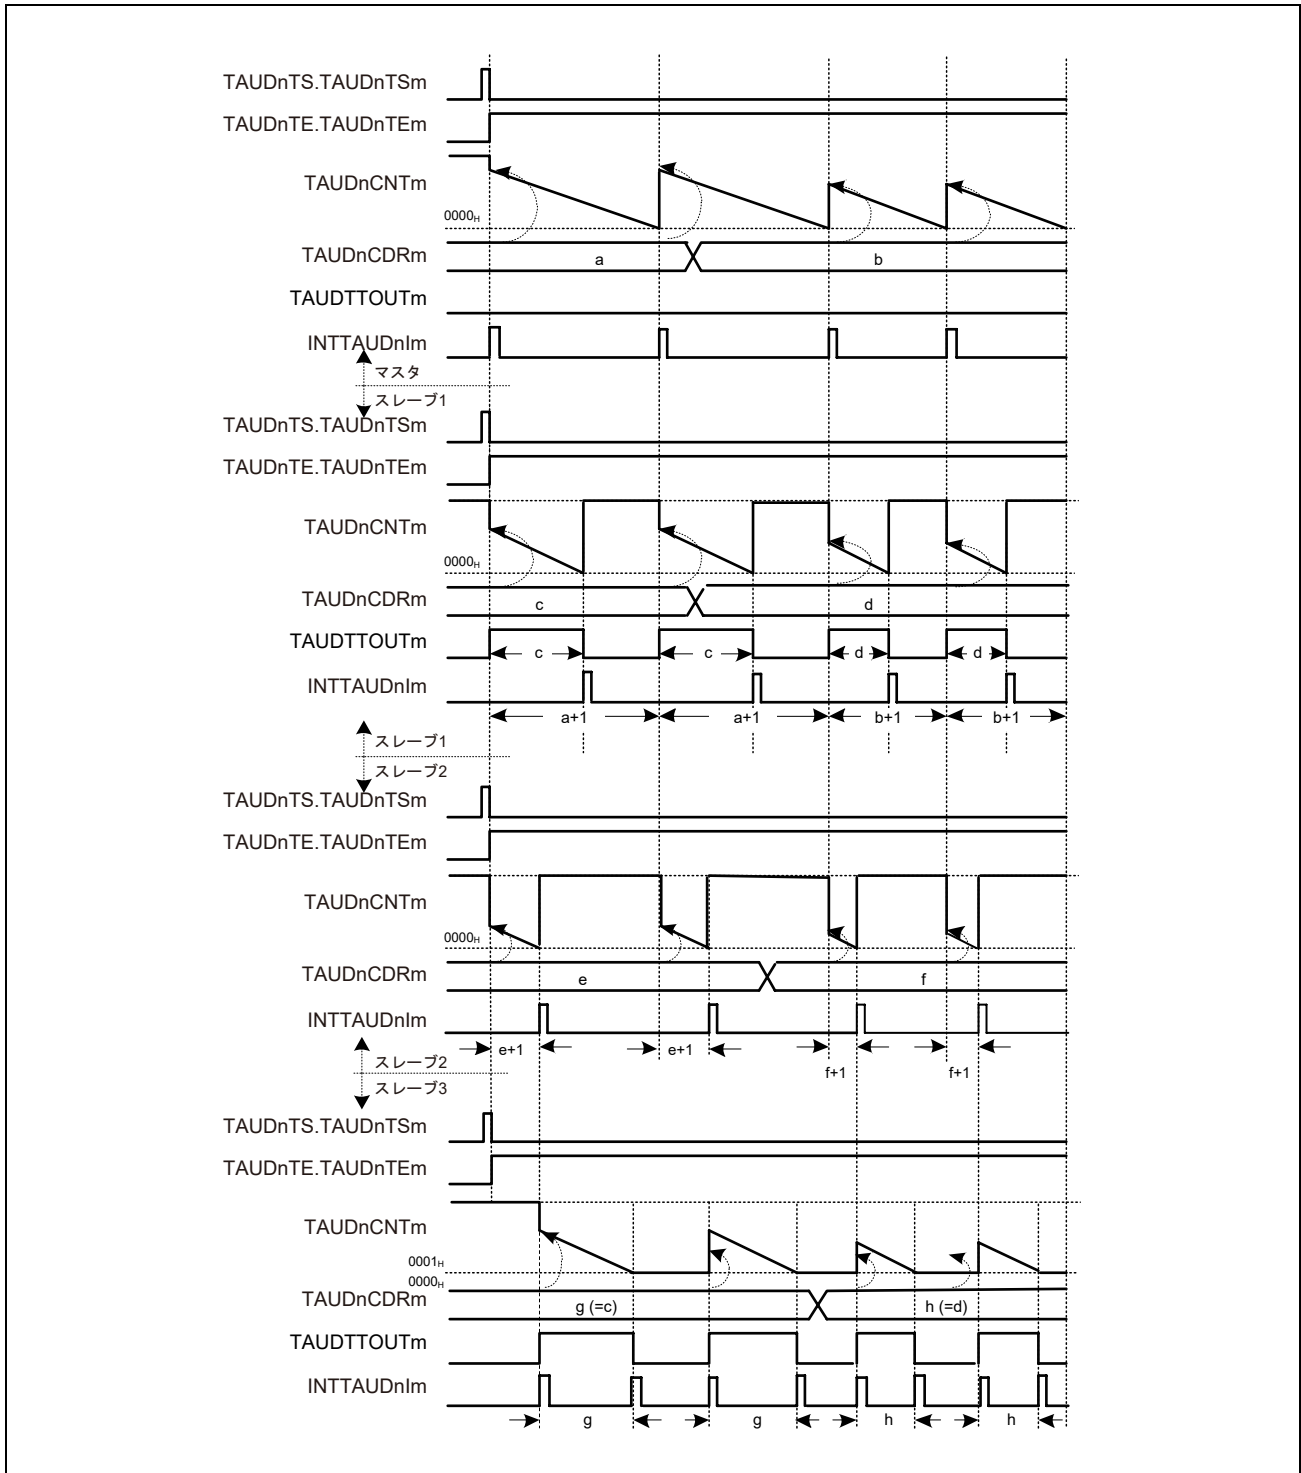 TAUDnTS.TAUDnTSm
TAUDnTE.TAUDnTEm
TAUDnCNTm
0000H
TAUDnCDRm
a
b
TAUDTTOUTm
INTTAUDnIm
マスタ
スレーブ1
TAUDnTS.TAUDnTSm
TAUDnTE.TAUDnTEm
TAUDnCNTm
0000H
TAUDnCDRm
c
d
TAUDTTOUTm
c
c
d
d
INTTAUDnIm
a+1
a+1
b+1
b+1
スレーブ1
スレーブ2
TAUDnTS.TAUDnTSm
TAUDnTE.TAUDnTEm
TAUDnCNTm
0000H
TAUDnCDRm
e
f
INTTAUDnIm
e+1
e+1
f+1
f+1
スレーブ2
スレーブ3
TAUDnTS.TAUDnTSm
TAUDnTE.TAUDnTEm
TAUDnCNTm
0001H
0000H
TAUDnCDRm
g (=c)
h (=d)
TAUDTTOUTm
INTTAUDnIm
g
g
h
h